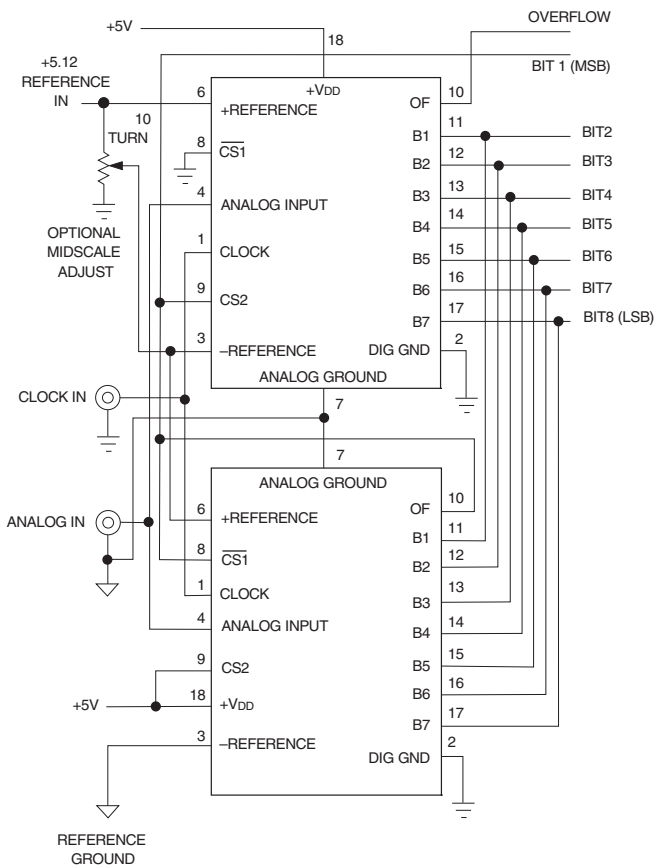 OVERFLOW
+5V
18
BIT 1 (MSB)
+5.12
REFERENCE
IN
10
TURN
OPTIONAL
MIDSCALE
ADJUST
+VDD
6
+REFERENCE
OF
10
8
CS1
B1
11
BIT2
B2
12
BIT3
4
ANALOG INPUT
B3
13
BIT4
B4
14
BIT5
1
CLOCK
B5
15
BIT6
9
CS2
B6
16
BIT7
B7
17
BIT8 (LSB)
3
–REFERENCE
DIG GND
2
ANALOG GROUND
7
CLOCK IN
7
ANALOG GROUND
ANALOG IN
6
+REFERENCE
OF
10
B1
11
8
CS1
B2
12
1
CLOCK
B3
13
4
ANALOG INPUT
B4
14
9
CS2
B5
15
+5V
18
+VDD
B6
16
B7
17
3
–REFERENCE
DIG GND
2
REFERENCE
GROUND